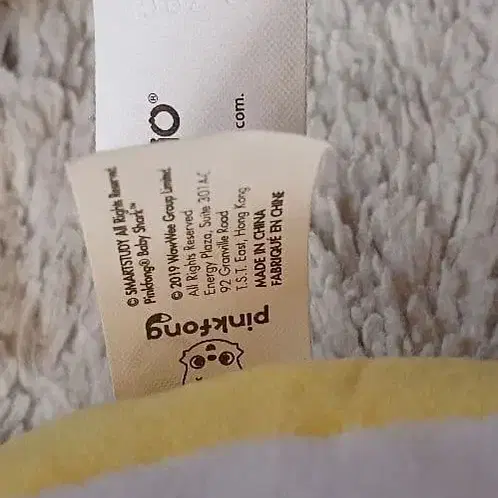 © SMARTSTUDY All Rights Reserved
Pinkfong® Baby Shark™
© 2019 WowWee Group Limited
All Rights Reserved
Energy Plaza, Suite 301A-C
92 Granville Road
T.S.T. East, Hong Kong
MADE IN CHINA
FABRIQUÉ EN CHINE
pinkfong
®
com.